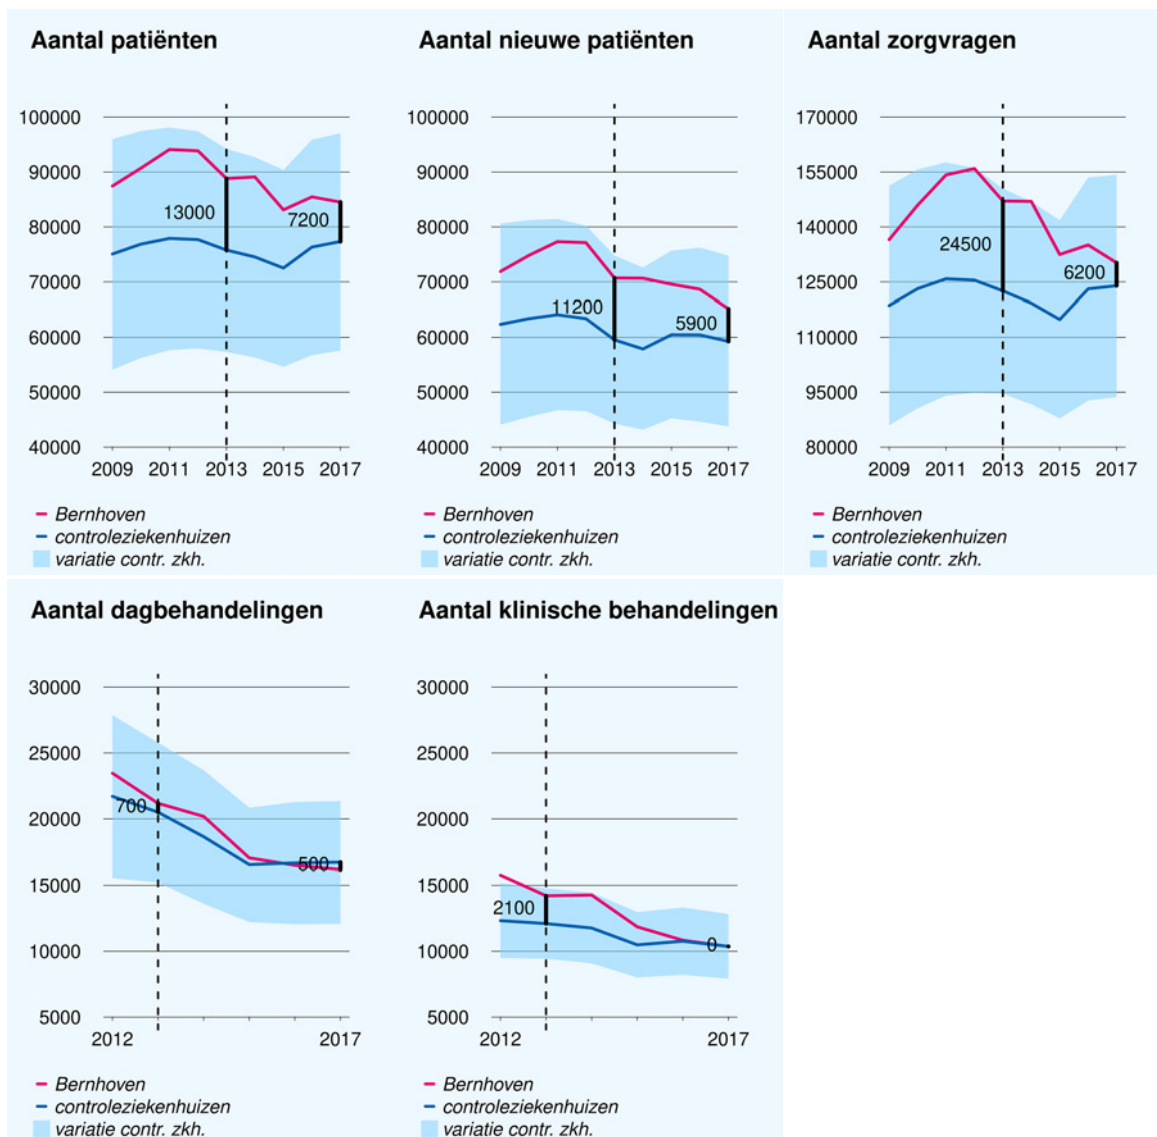 Aantal patiënten
100000
90000
80000
70000
60000
50000
40000
13000
7200
2009 2011 2013 2015 2017
Bernhoven
controleziekenhuizen
variatie contr. zkh.
Aantal nieuwe patiënten
100000
90000
80000
70000
60000
50000
40000
11200
5900
2009 2011 2013 2015 2017
Bernhoven
controleziekenhuizen
variatie contr. zkh.
Aantal zorgvragen
170000
155000
140000
125000
110000
95000
80000
24500
6200
2009 2011 2013 2015 2017
Bernhoven
controleziekenhuizen
variatie contr. zkh.
Aantal dagbehandelingen
30000
25000
20000
15000
10000
5000
700
500
2012 2017
Bernhoven
controleziekenhuizen
variatie contr. zkh.
Aantal klinische behandelingen
30000
25000
20000
15000
10000
5000
2100
0
2012 2017
Bernhoven
controleziekenhuizen
variatie contr. zkh.